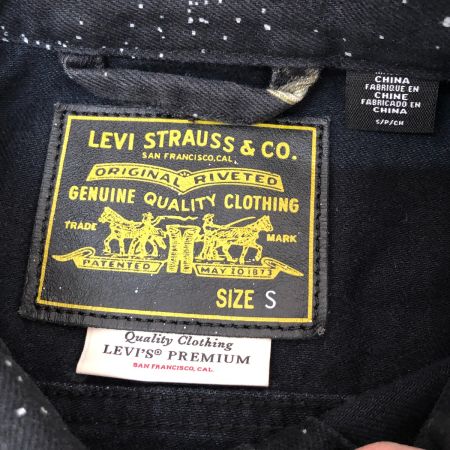 LEVI STRAUSS & CO.
SAN FRANCISCO, CAL.
ORIGINAL RIVETED
GENUINE QUALITY CLOTHING
TRADE MARK
PATENTED MAY 20 1873
SIZE S
Quality Clothing
LEVI'S® PREMIUM
SAN FRANCISCO, CAL.
CHINA
FABRIQUE EN
CHINE
FABRICADO EN
CHINA
S/P/CH